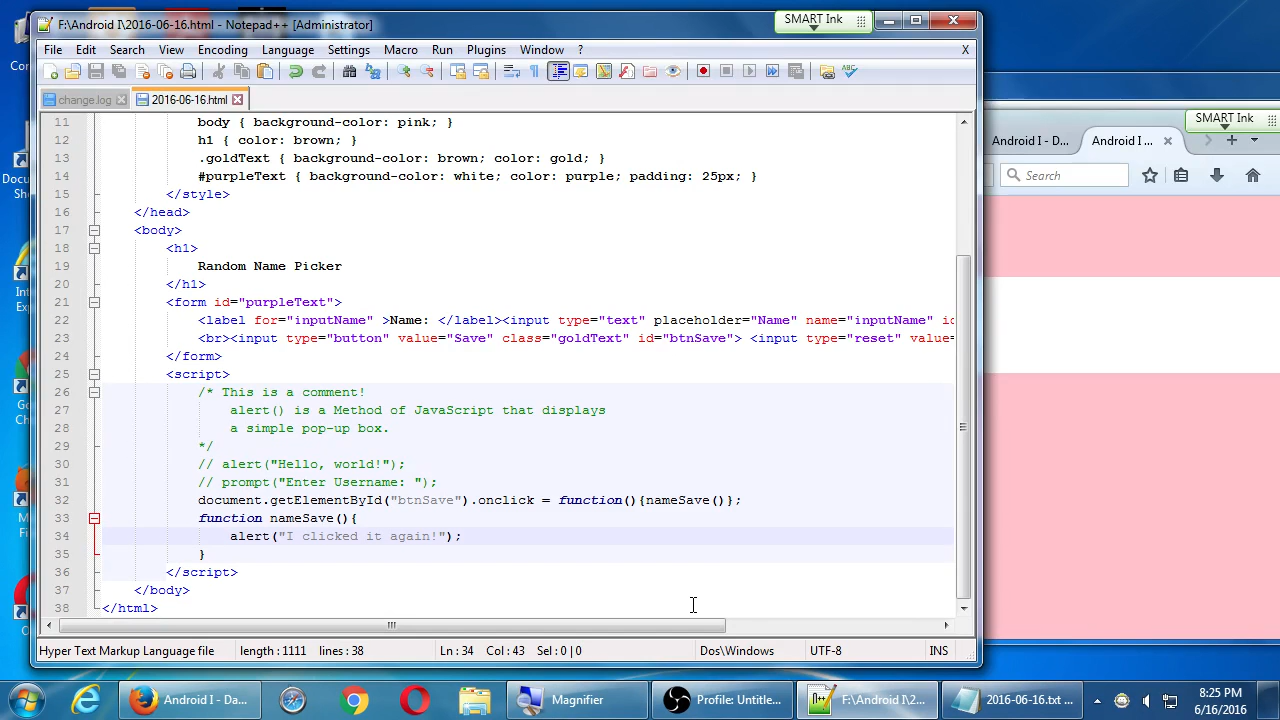 F:\Android I\2016-06-16.html - Notepad++ [Administrator]
SMART Ink
File Edit Search View Encoding Language Settings Macro Run Plugins Window ? X
change.log 2016-06-16.html
11 body { background-color: pink; }
12 h1 { color: brown; }
13 .goldText { background-color: brown; color: gold; }
14 #purpleText { background-color: white; color: purple; padding: 25px; }
15 </style>
16 </head>
17 <body>
18 <h1>
19 Random Name Picker
20 </h1>
21 <form id="purpleText">
22 <label for="inputName" >Name: </label><input type="text" placeholder="Name" name="inputName"
23 <br><input type="button" value="Save" class="goldText" id="btnSave"> <input type="reset" value=
24 </form>
25 <script>
26 /* This is a comment!
27 alert() is a Method of JavaScript that displays
28 a simple pop-up box.
29 */
30 // alert("Hello, world!");
31 // prompt("Enter Username: ");
32 document.getElementById("btnSave").onclick = function(){nameSave()};
33 function nameSave(){
34 alert("I clicked it again!");
35 }
36 </script>
37 </body>
38 </html>
Hyper Text Markup Language file length : 1111 lines : 38 Ln : 34 Col : 43 Sel : 0 | 0 Dos\Windows UTF-8 INS
SMART Ink
Android I - D... Android I ...
Search
Android I - Da... Magnifier Profile: Untitle... F:\Android I\2... 2016-06-16.txt ...
8:25 PM
6/16/2016